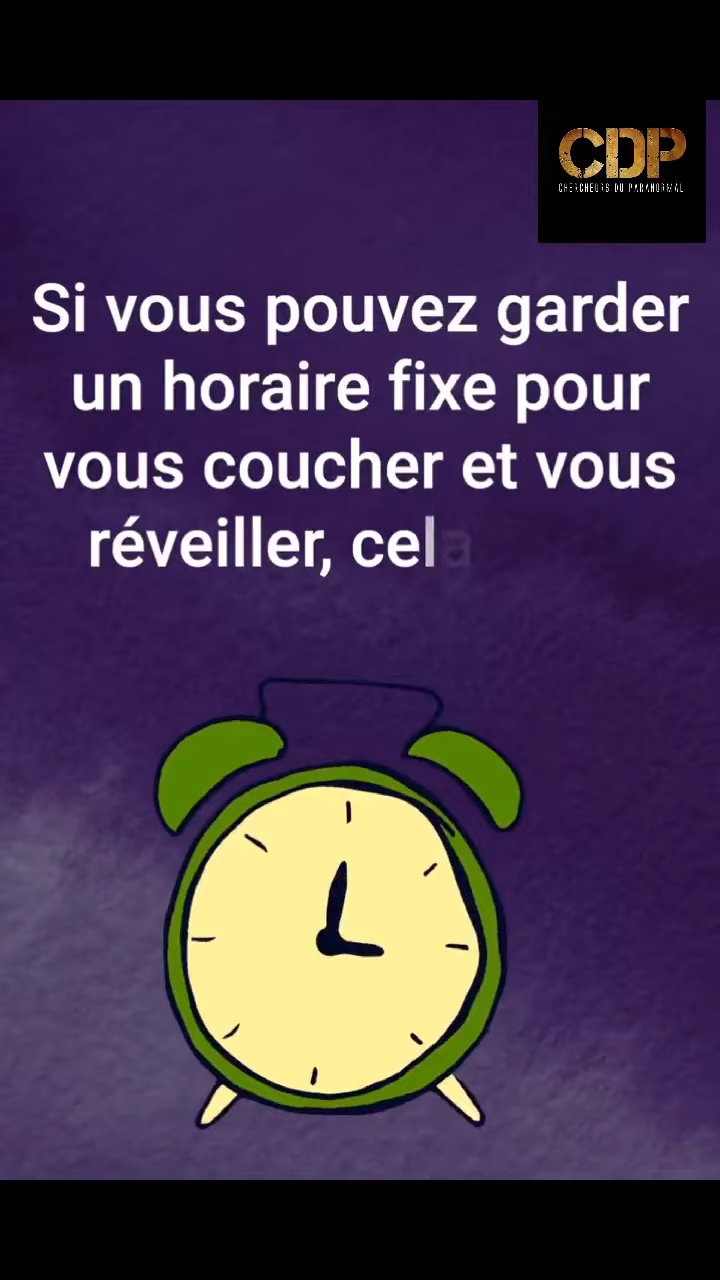 CDP
CHERCHEURS DU PARANORMAL
Si vous pouvez garder
un horaire fixe pour
vous coucher et vous
réveiller, cela